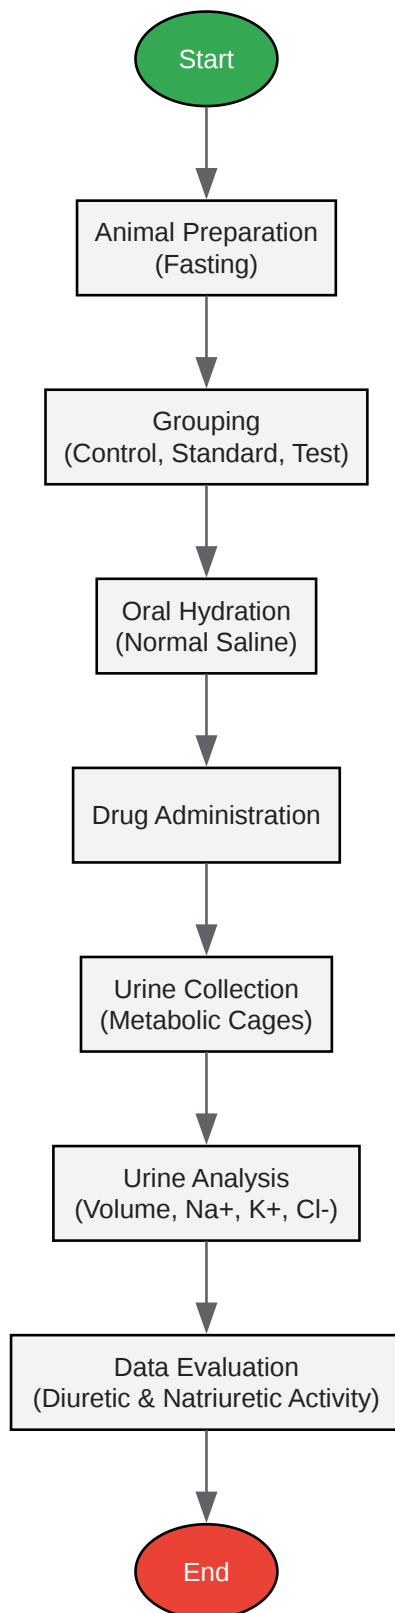 Start
Animal Preparation
(Fasting)
Grouping
(Control, Standard, Test)
Oral Hydration
(Normal Saline)
Drug Administration
Urine Collection
(Metabolic Cages)
Urine Analysis
(Volume, Na+, K+, Cl-)
Data Evaluation
(Diuretic & Natriuretic Activity)
End